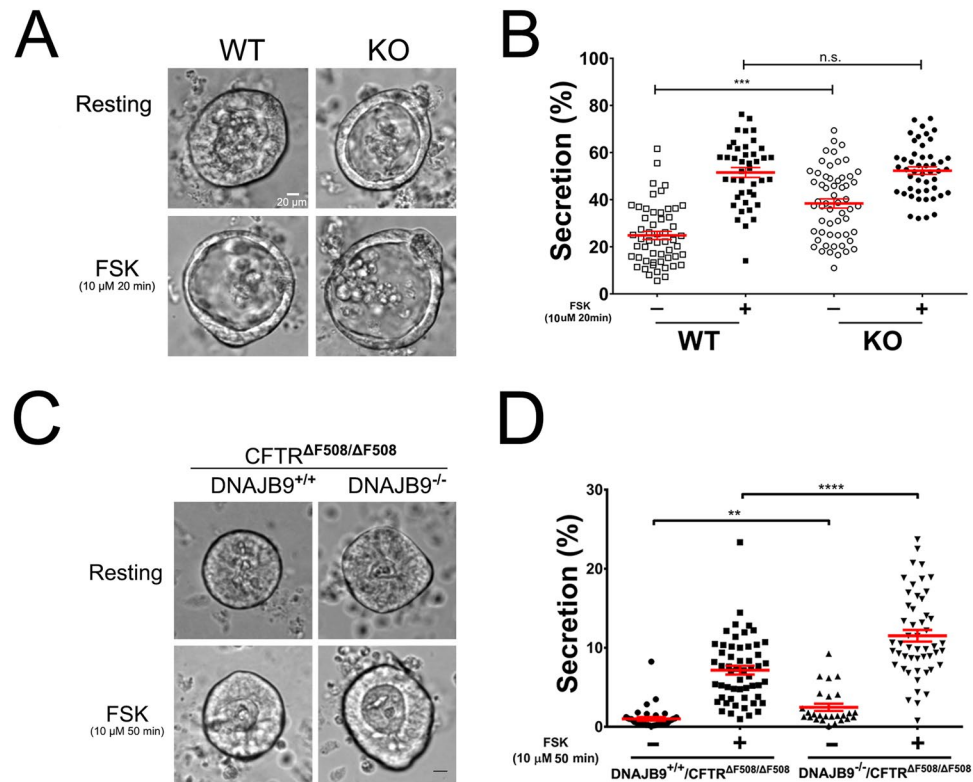 A
WT KO
Resting
20 μm
FSK
(10 μM 20 min)
B
Secretion (%)
100
80
60
40
20
0
***
n.s.
FSK
(10uM 20min)
− + − +
WT KO
C
CFTRΔF508/ΔF508
DNAJB9+/+ DNAJB9-/-
Resting
FSK
(10 μM 50 min)
D
Secretion (%)
30
20
10
0
**
****
FSK
(10 μM 50 min)
− + − +
DNAJB9+/+/CFTRΔF508/ΔF508 DNAJB9-/-/CFTRΔF508/ΔF508